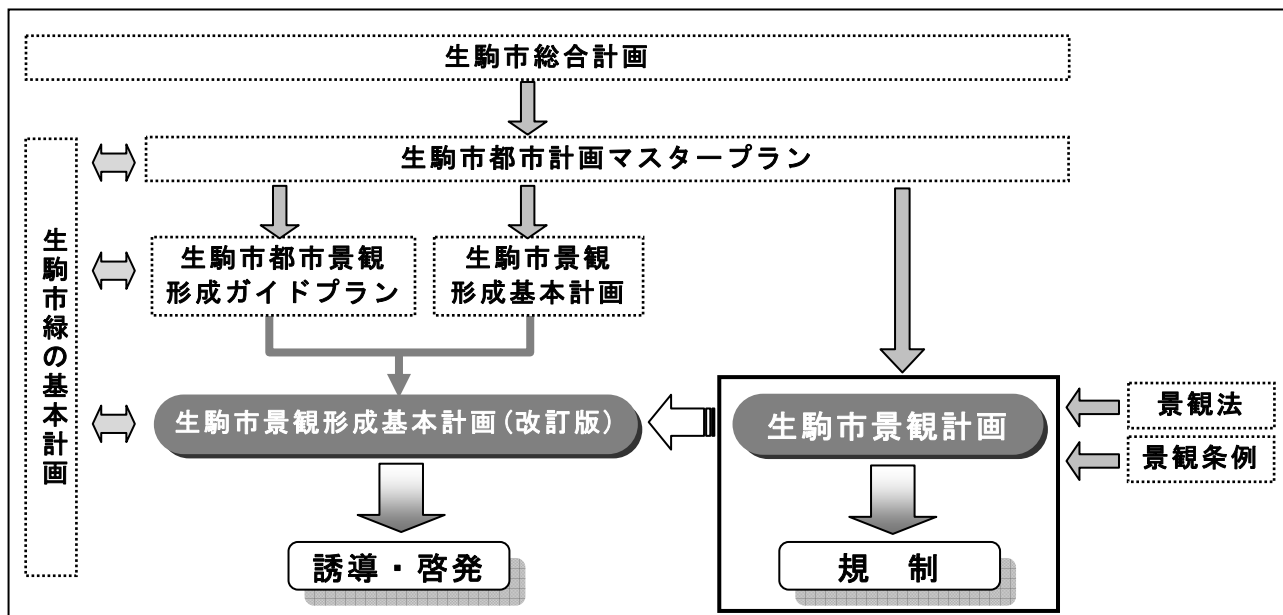 生駒市総合計画
生駒市都市計画マスタープラン
生駒市緑の基本計画
生駒市都市景観
形成ガイドプラン
生駒市景観
形成基本計画
生駒市景観形成基本計画(改訂版)
生駒市景観計画
景観法
景観条例
誘導・啓発
規 制